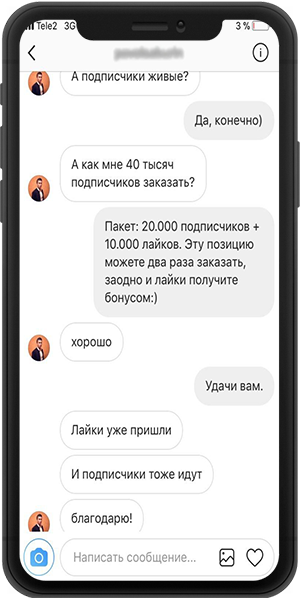 Tele2 3G
3 %
А подписчики живые?
Да, конечно)
А как мне 40 тысяч
подписчиков заказать?
Пакет: 20.000 подписчиков +
10.000 лайков. Эту позицию
можете два раза заказать,
заодно и лайки получите
бонусом:)
хорошо
Удачи вам.
Лайки уже пришли
И подписчики тоже идут
благодарю!
Написать сообщение...